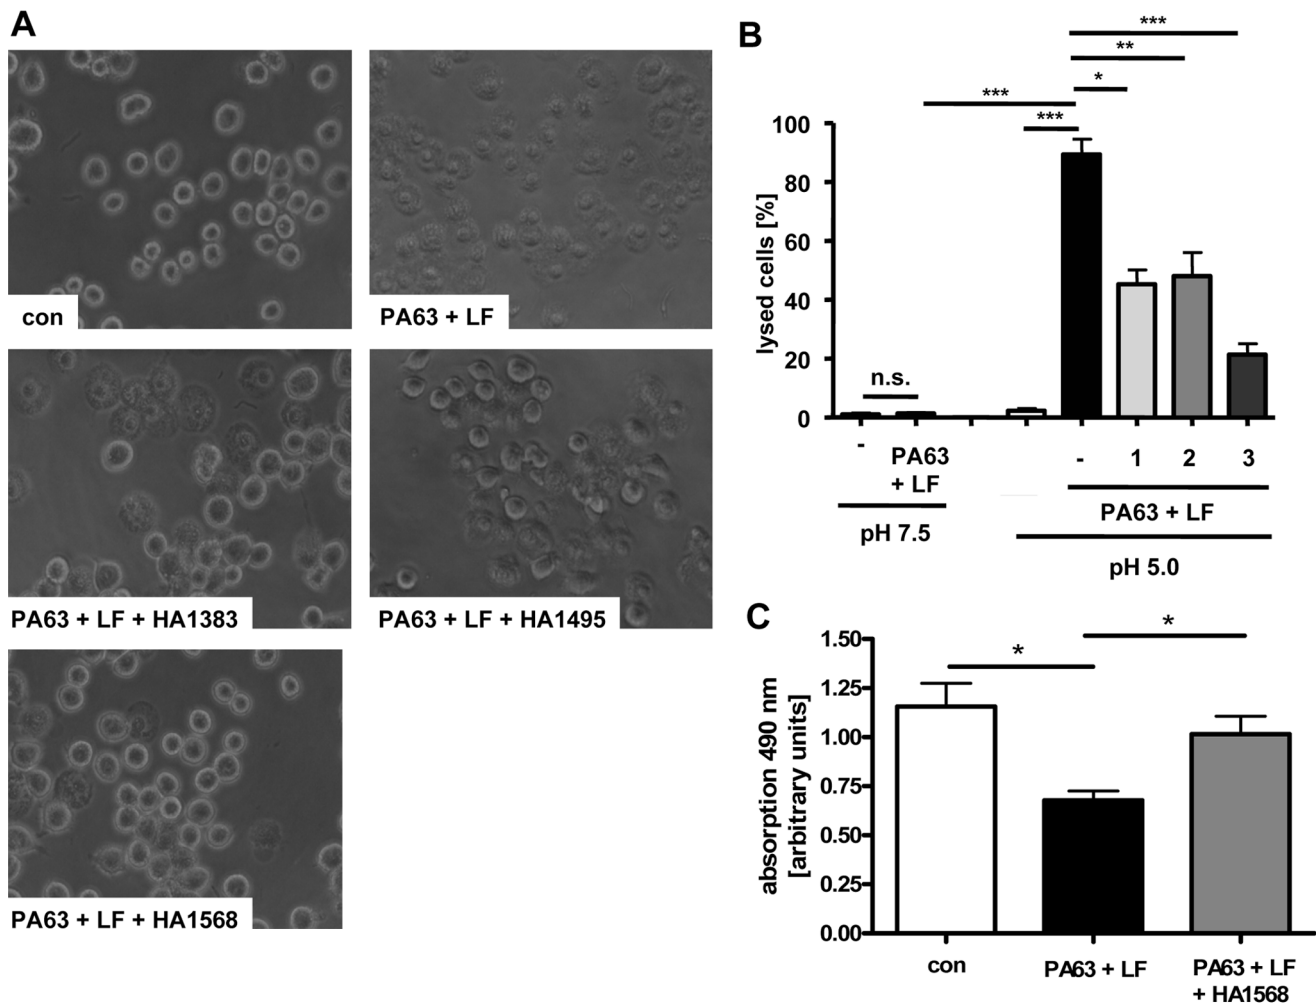 A
con
PA63 + LF
PA63 + LF + HA1383
PA63 + LF + HA1495
PA63 + LF + HA1568
B
***
**
*
***
***
lysed cells [%]
100
80
60
40
20
0
n.s.
-
PA63
+ LF
- 1 2 3
PA63 + LF
pH 7.5
pH 5.0
C
*
*
absorption 490 nm
[arbitrary units]
1.50
1.25
1.00
0.75
0.50
0.25
0.00
con
PA63 + LF
PA63 + LF
+ HA1568